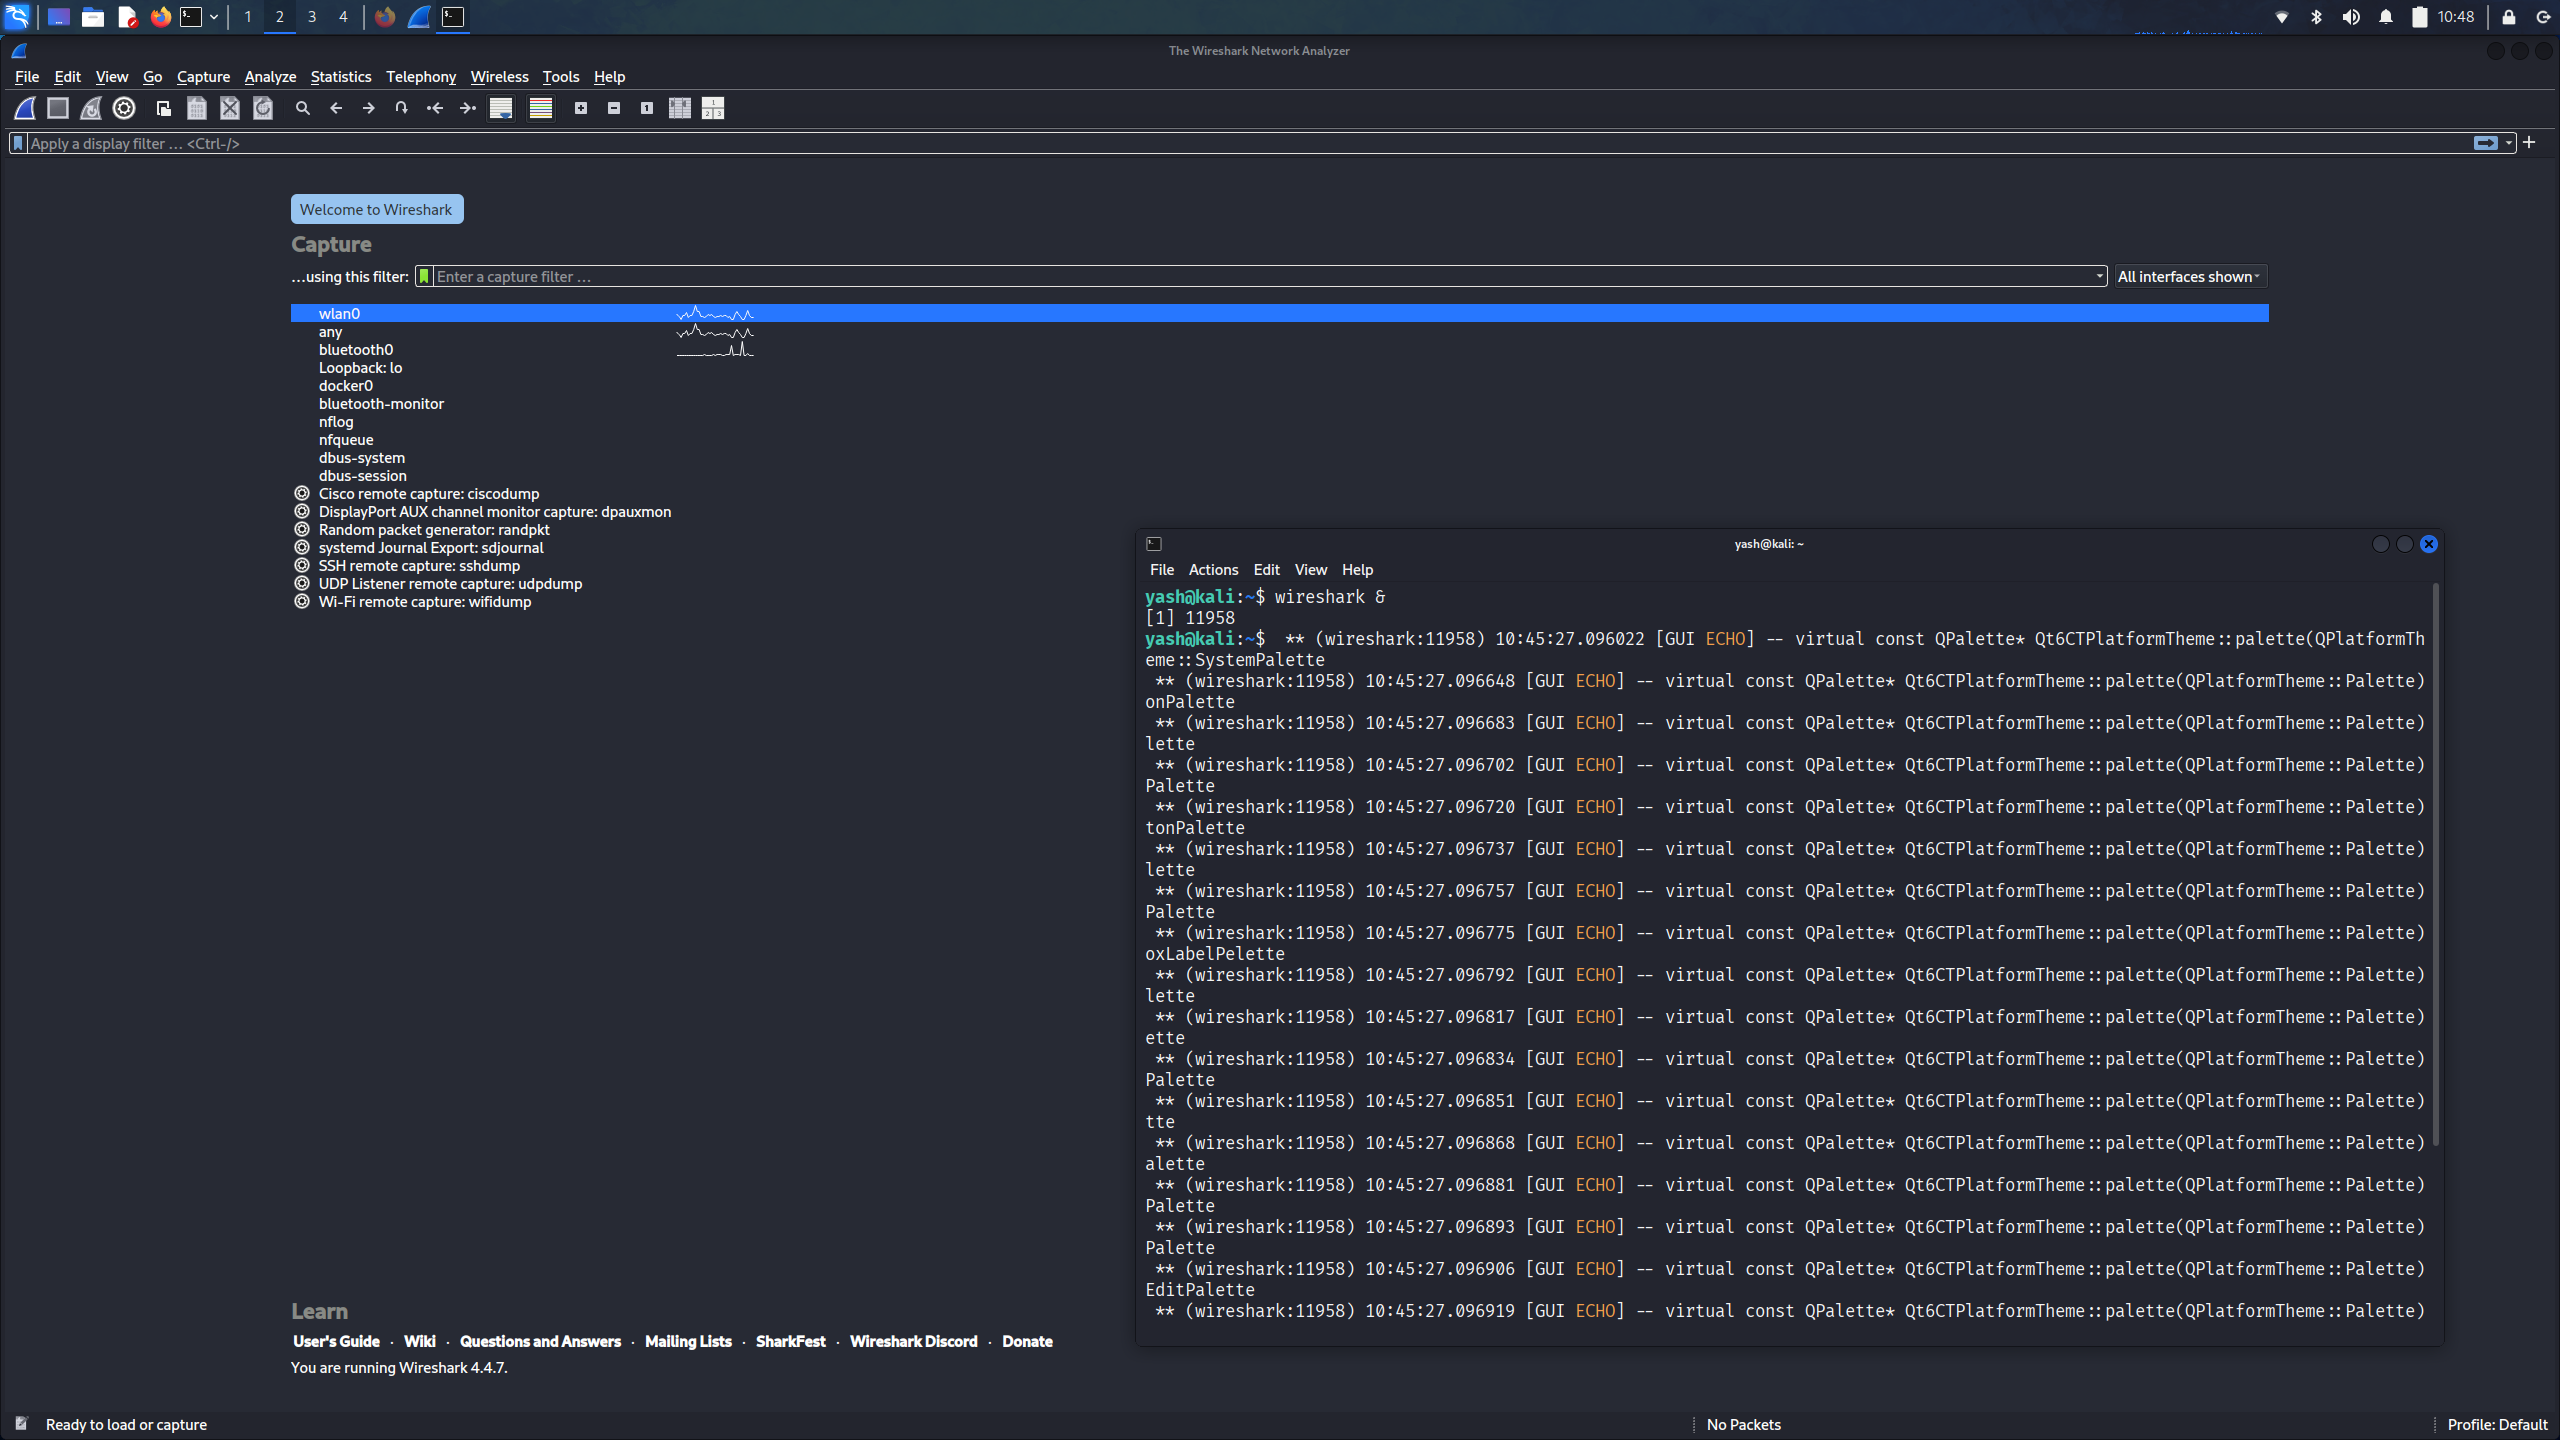 1 2 3 4 10:48
The Wireshark Network Analyzer
File Edit View Go Capture Analyze Statistics Telephony Wireless Tools Help
Apply a display filter … <Ctrl-/>
Welcome to Wireshark
Capture
…using this filter: Enter a capture filter … All interfaces shown
wlan0
any
bluetooth0
Loopback: lo
docker0
bluetooth-monitor
nflog
nfqueue
dbus-system
dbus-session
Cisco remote capture: ciscodump
DisplayPort AUX channel monitor capture: dpauxmon
Random packet generator: randpkt
systemd Journal Export: sdjournal
SSH remote capture: sshdump
UDP Listener remote capture: udpdump
Wi-Fi remote capture: wifidump
yash@kali: ~
File Actions Edit View Help
yash@kali:~$ wireshark &
[1] 11958
yash@kali:~$  ** (wireshark:11958) 10:45:27.096022 [GUI ECHO] -- virtual const QPalette* Qt6CTPlatformTheme::palette(QPlatformTh
eme::SystemPalette
 ** (wireshark:11958) 10:45:27.096648 [GUI ECHO] -- virtual const QPalette* Qt6CTPlatformTheme::palette(QPlatformTheme::Palette)
onPalette
 ** (wireshark:11958) 10:45:27.096683 [GUI ECHO] -- virtual const QPalette* Qt6CTPlatformTheme::palette(QPlatformTheme::Palette)
lette
 ** (wireshark:11958) 10:45:27.096702 [GUI ECHO] -- virtual const QPalette* Qt6CTPlatformTheme::palette(QPlatformTheme::Palette)
Palette
 ** (wireshark:11958) 10:45:27.096720 [GUI ECHO] -- virtual const QPalette* Qt6CTPlatformTheme::palette(QPlatformTheme::Palette)
tonPalette
 ** (wireshark:11958) 10:45:27.096737 [GUI ECHO] -- virtual const QPalette* Qt6CTPlatformTheme::palette(QPlatformTheme::Palette)
lette
 ** (wireshark:11958) 10:45:27.096757 [GUI ECHO] -- virtual const QPalette* Qt6CTPlatformTheme::palette(QPlatformTheme::Palette)
Palette
 ** (wireshark:11958) 10:45:27.096775 [GUI ECHO] -- virtual const QPalette* Qt6CTPlatformTheme::palette(QPlatformTheme::Palette)
oxLabelPelette
 ** (wireshark:11958) 10:45:27.096792 [GUI ECHO] -- virtual const QPalette* Qt6CTPlatformTheme::palette(QPlatformTheme::Palette)
lette
 ** (wireshark:11958) 10:45:27.096817 [GUI ECHO] -- virtual const QPalette* Qt6CTPlatformTheme::palette(QPlatformTheme::Palette)
ette
 ** (wireshark:11958) 10:45:27.096834 [GUI ECHO] -- virtual const QPalette* Qt6CTPlatformTheme::palette(QPlatformTheme::Palette)
Palette
 ** (wireshark:11958) 10:45:27.096851 [GUI ECHO] -- virtual const QPalette* Qt6CTPlatformTheme::palette(QPlatformTheme::Palette)
tte
 ** (wireshark:11958) 10:45:27.096868 [GUI ECHO] -- virtual const QPalette* Qt6CTPlatformTheme::palette(QPlatformTheme::Palette)
alette
 ** (wireshark:11958) 10:45:27.096881 [GUI ECHO] -- virtual const QPalette* Qt6CTPlatformTheme::palette(QPlatformTheme::Palette)
Palette
 ** (wireshark:11958) 10:45:27.096893 [GUI ECHO] -- virtual const QPalette* Qt6CTPlatformTheme::palette(QPlatformTheme::Palette)
Palette
 ** (wireshark:11958) 10:45:27.096906 [GUI ECHO] -- virtual const QPalette* Qt6CTPlatformTheme::palette(QPlatformTheme::Palette)
EditPalette
 ** (wireshark:11958) 10:45:27.096919 [GUI ECHO] -- virtual const QPalette* Qt6CTPlatformTheme::palette(QPlatformTheme::Palette)
Learn
User's Guide · Wiki · Questions and Answers · Mailing Lists · SharkFest · Wireshark Discord · Donate
You are running Wireshark 4.4.7.
Ready to load or capture No Packets Profile: Default